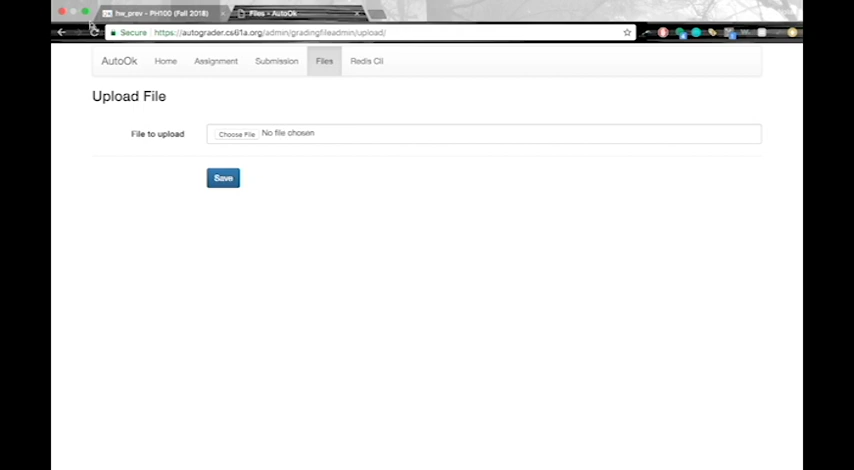 hw_prev - PH100 (Fall 2018)
Files - AutoOk
Secure https://autograder.cs61a.org/admin/gradingfileadmin/upload/
AutoOk Home Assignment Submission Files Redis Cli
Upload File
File to upload Choose File No file chosen
Save